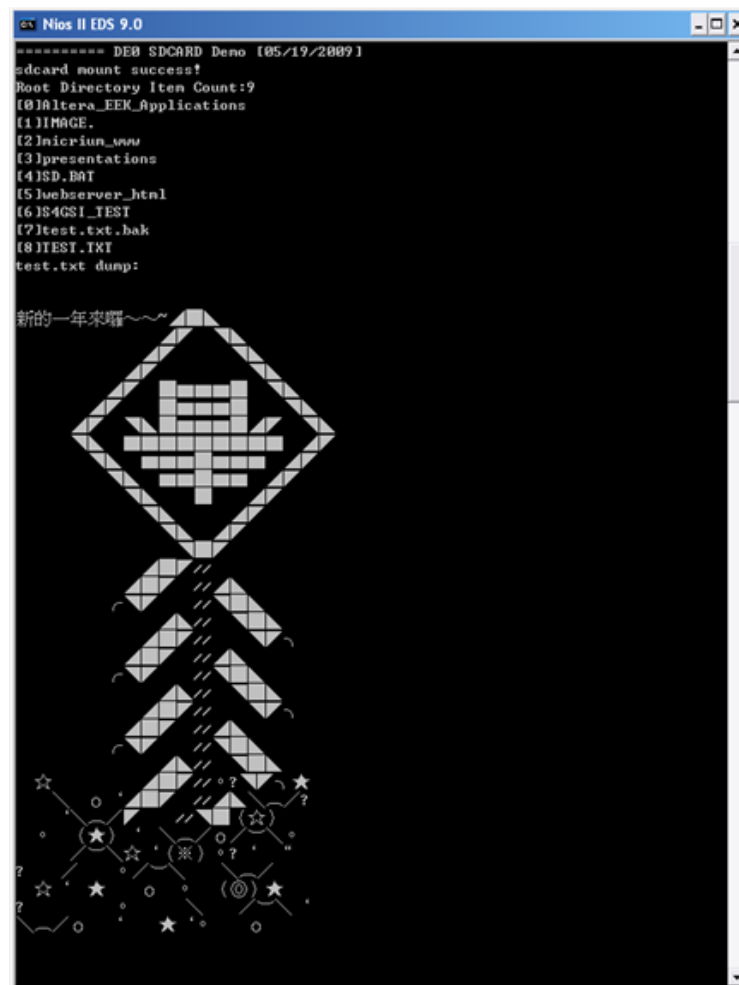 Nios II EDS 9.0
========== DE0 SDCARD Demo [05/19/2009]
sdcard mount success!
Root Directory Item Count:9
[0]Altera_EEK_Applications
[1]IMAGE.
[2]micrium_www
[3]presentations
[4]SD.BAT
[5]webserver_html
[6]S4GSI_TEST
[7]test.txt.bak
[8]TEST.TXT
test.txt dump:
新的一年來囉～～~